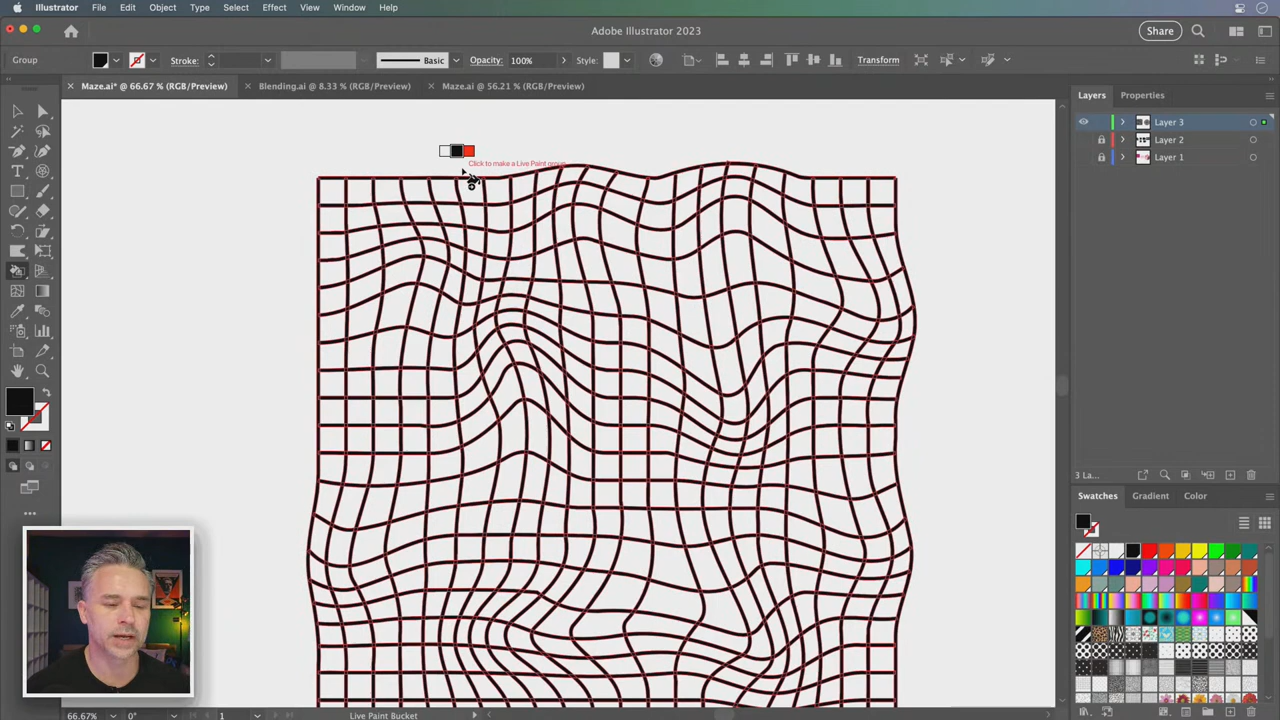 Illustrator File Edit Object Type Select Effect View Window Help
Adobe Illustrator 2023
Share
Group Stroke: Basic Opacity: 100% Style: Transform
Maze.ai* @ 66.67 % (RGB/Preview) Blending.ai @ 8.33 % (RGB/Preview) Maze.ai @ 56.21 % (RGB/Preview)
Layers Properties
Layer 3
Layer 2
Layer 1
Click to make a Live Paint group
3 La...
Swatches Gradient Color
66.67% 0° 1 Live Paint Bucket